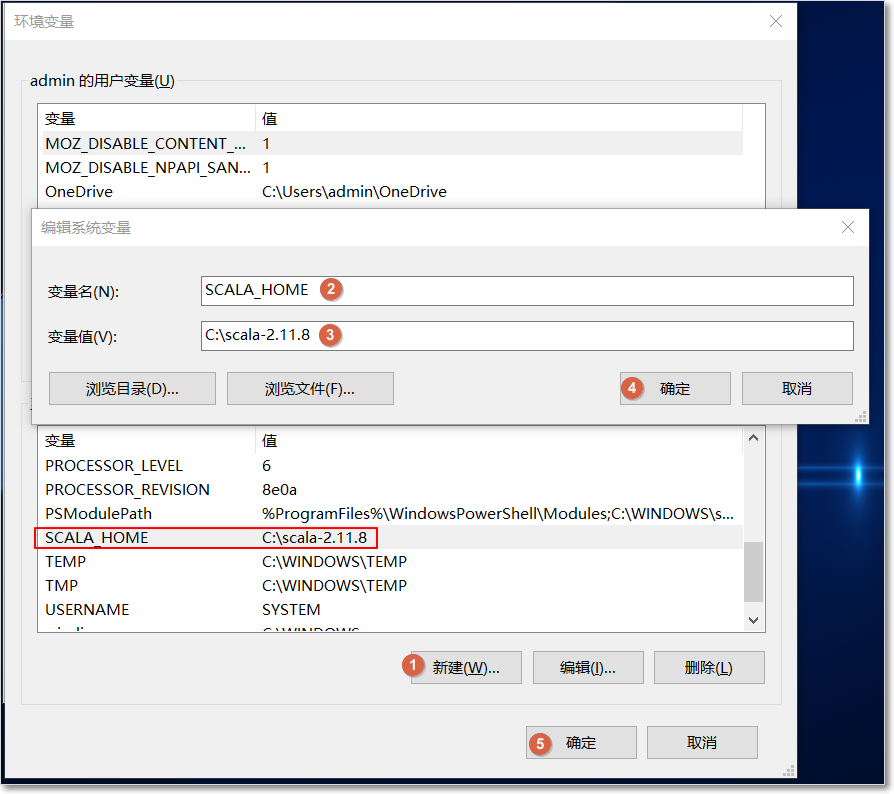 环境变量
admin 的用户变量(U)
变量 值
MOZ_DISABLE_CONTENT_... 1
MOZ_DISABLE_NPAPI_SAN... 1
OneDrive C:\Users\admin\OneDrive
编辑系统变量
变量名(N): SCALA_HOME 2
变量值(V): C:\scala-2.11.8 3
浏览目录(D)... 浏览文件(F)... 4 确定 取消
变量 值
PROCESSOR_LEVEL 6
PROCESSOR_REVISION 8e0a
PSModulePath %ProgramFiles%\WindowsPowerShell\Modules;C:\WINDOWS\s...
SCALA_HOME C:\scala-2.11.8
TEMP C:\WINDOWS\TEMP
TMP C:\WINDOWS\TEMP
USERNAME SYSTEM
1 新建(W)... 编辑(I)... 删除(L)
5 确定 取消